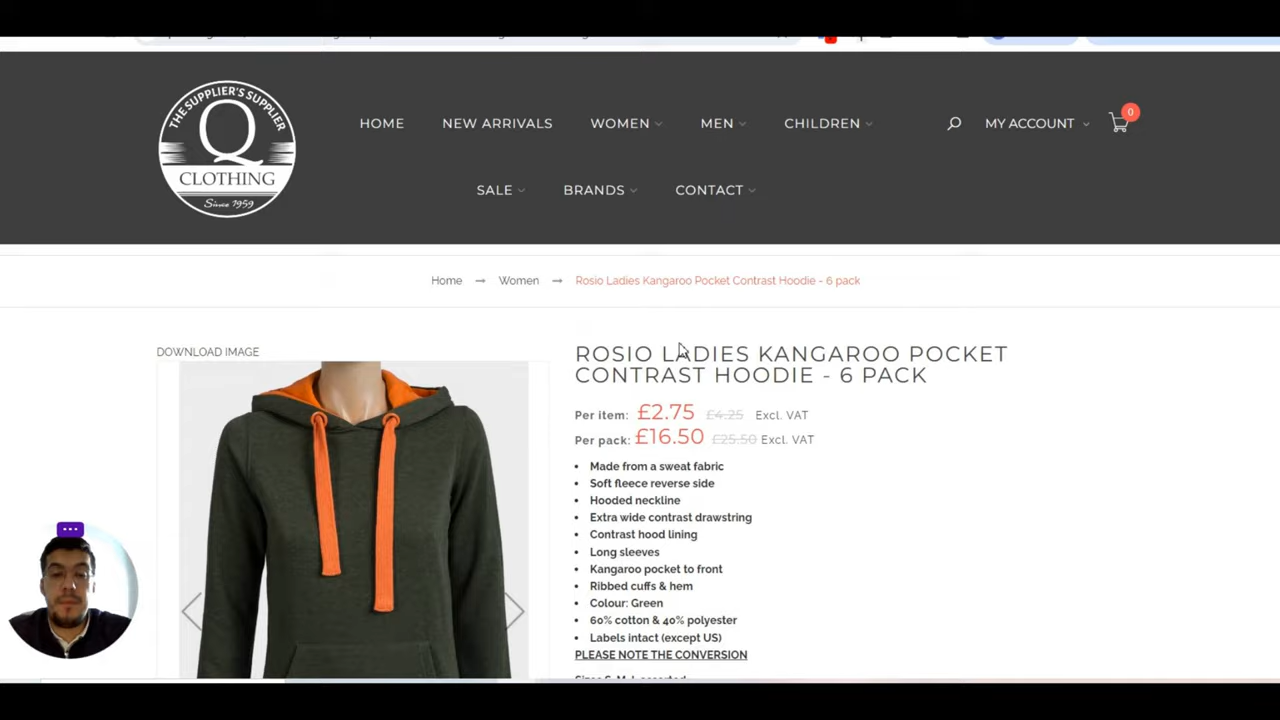 THE SUPPLIER'S SUPPLIER
Q
CLOTHING
Since 1959
HOME
NEW ARRIVALS
WOMEN
MEN
CHILDREN
MY ACCOUNT
0
SALE
BRANDS
CONTACT
Home → Women → Rosio Ladies Kangaroo Pocket Contrast Hoodie - 6 pack
DOWNLOAD IMAGE
ROSIO LADIES KANGAROO POCKET
CONTRAST HOODIE - 6 PACK
Per item: £2.75 £4.25 Excl. VAT
Per pack: £16.50 £25.50 Excl. VAT
• Made from a sweat fabric
• Soft fleece reverse side
• Hooded neckline
• Extra wide contrast drawstring
• Contrast hood lining
• Long sleeves
• Kangaroo pocket to front
• Ribbed cuffs & hem
• Colour: Green
• 60% cotton & 40% polyester
• Labels intact (except US)
PLEASE NOTE THE CONVERSION